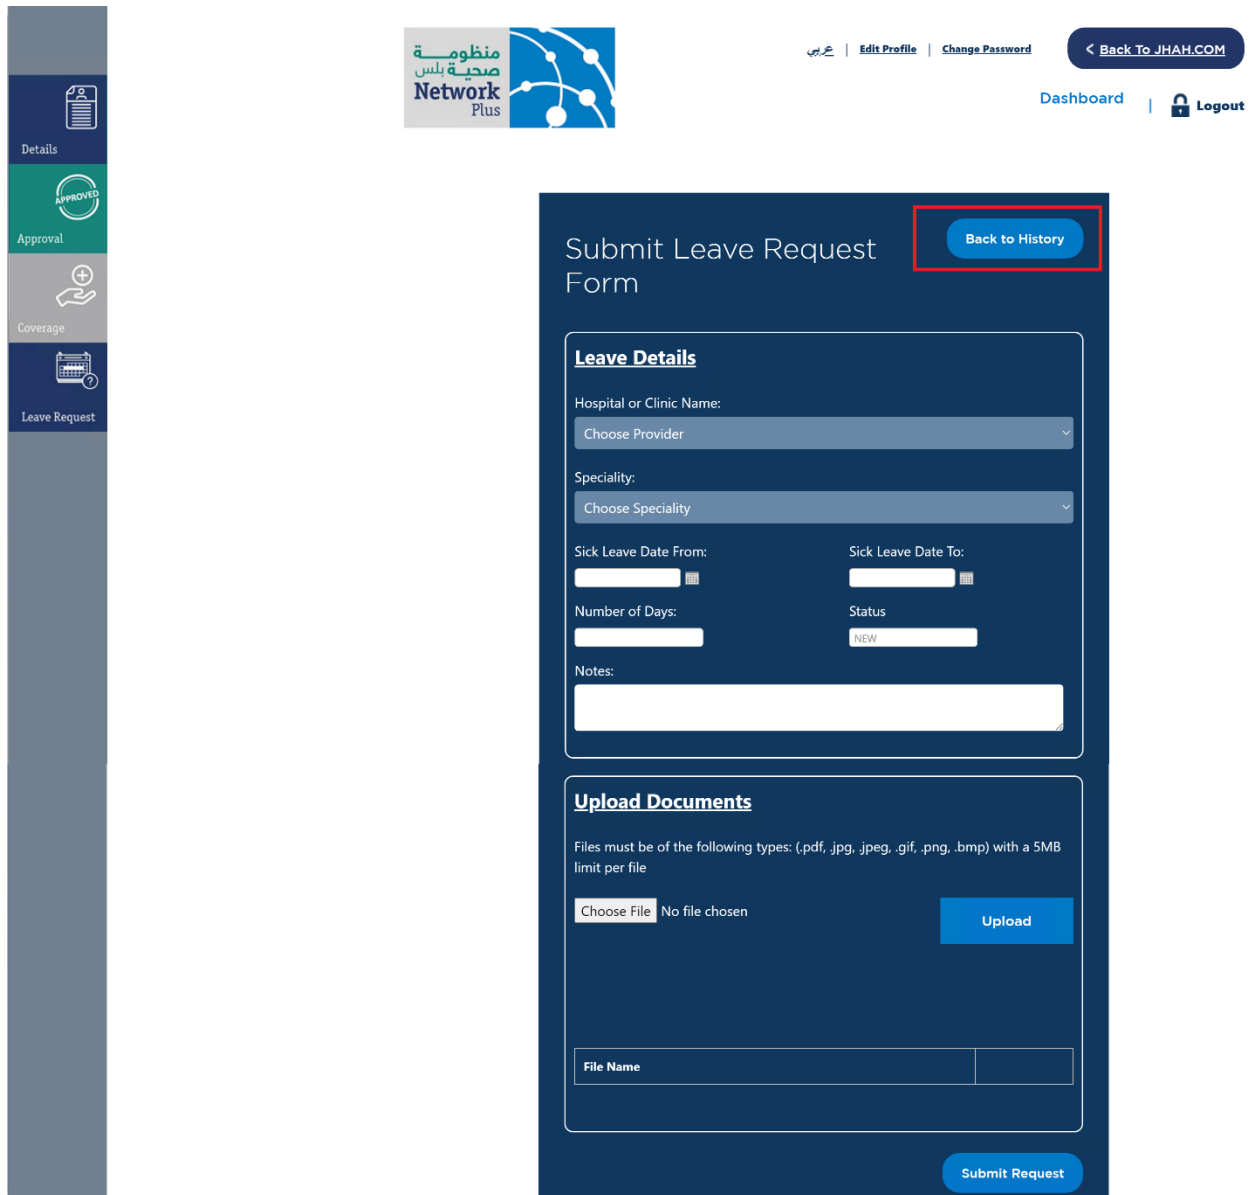 منظومة
صحية بلس
Network
Plus
عربي | Edit Profile | Change Password
< Back To JHAH.COM
Dashboard | Logout
Details
APPROVED
Approval
Coverage
?
Leave Request
Submit Leave Request
Form
Back to History
Leave Details
Hospital or Clinic Name:
Choose Provider
Speciality:
Choose Speciality
Sick Leave Date From:
Sick Leave Date To:
Number of Days:
Status
NEW
Notes:
Upload Documents
Files must be of the following types: (.pdf, .jpg, .jpeg, .gif, .png, .bmp) with a 5MB
limit per file
Choose File No file chosen
Upload
File Name
Submit Request